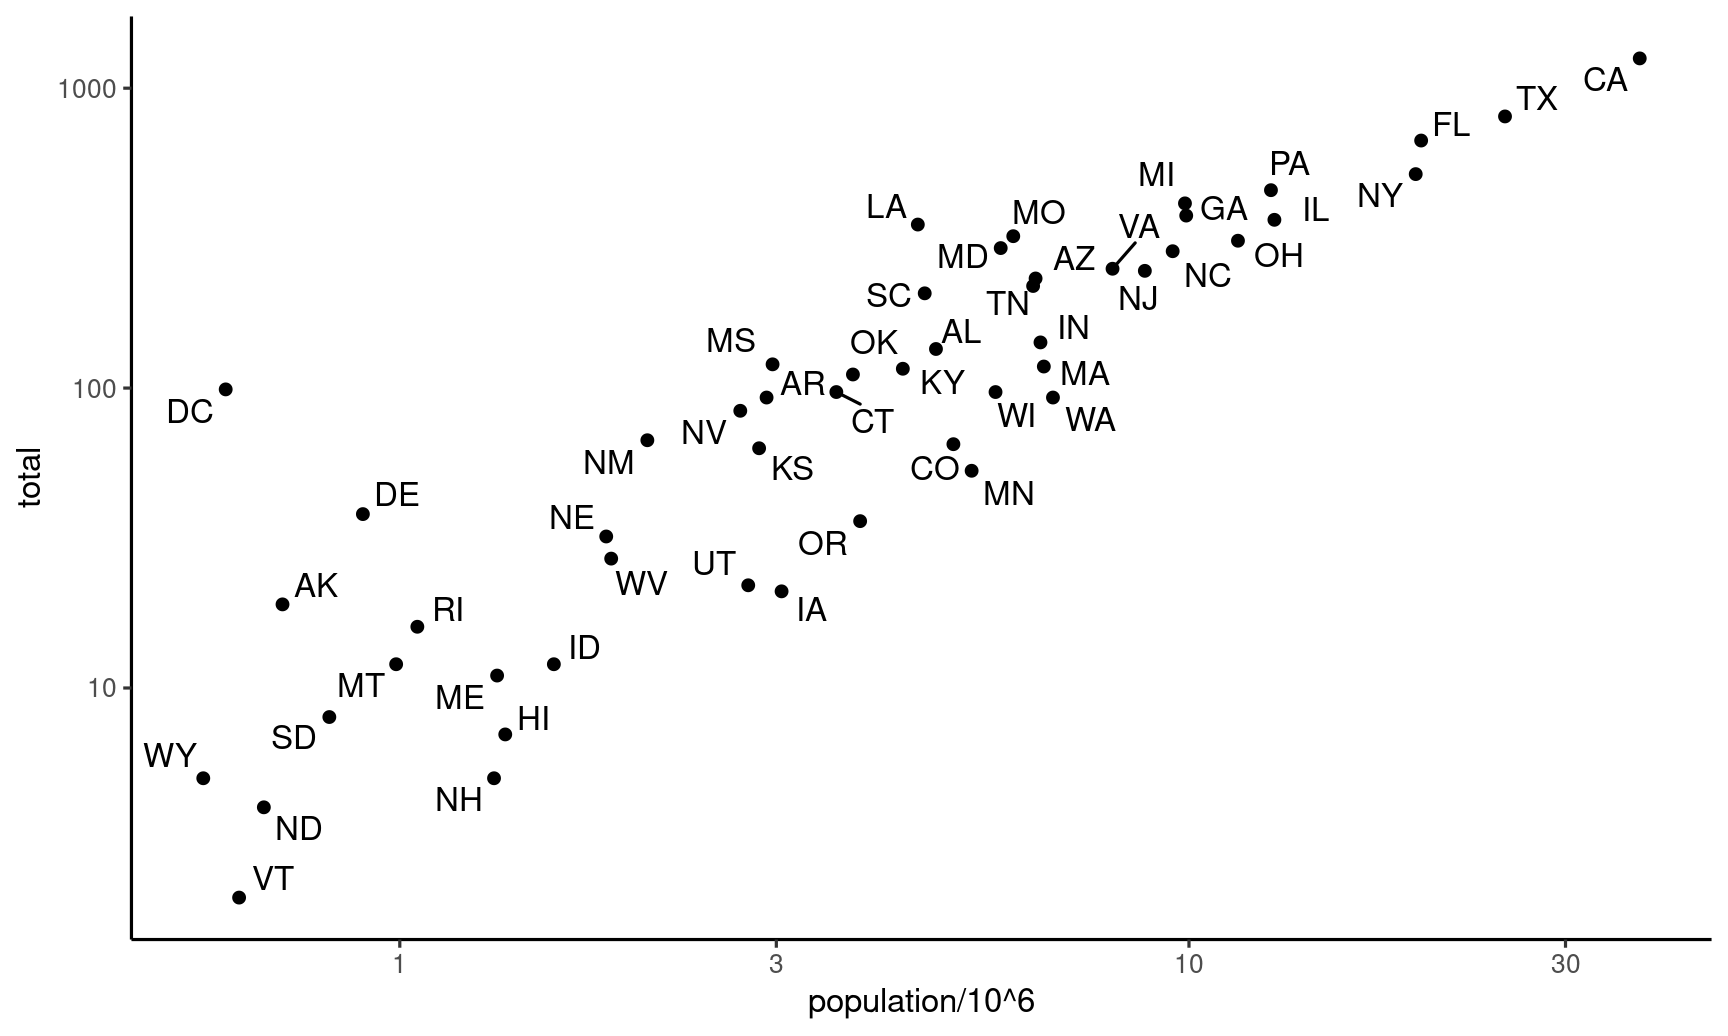 1000
CA
TX
FL
PA
MI
NY
LA
GA
IL
MO
VA
MD
AZ
OH
NC
SC
TN
NJ
IN
AL
MS
OK
MA
KY
AR
100
DC
WI
WA
CT
NV
NM
KS
CO
total
DE
MN
NE
OR
UT
WV
AK
RI
IA
ID
MT
10
ME
HI
SD
WY
NH
ND
VT
1
3
10
30
population/10^6